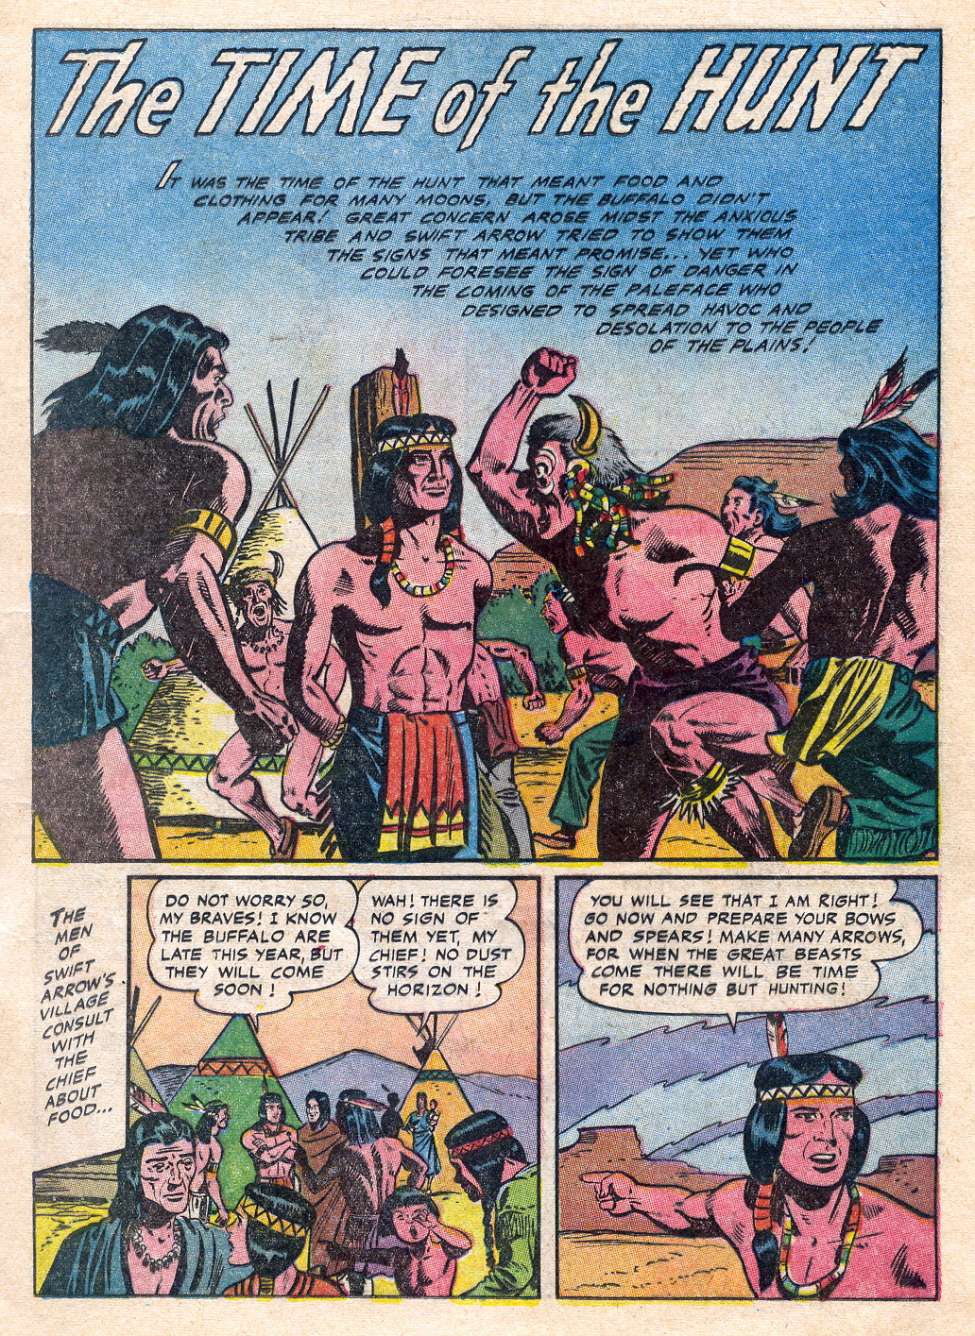 The TIME of the HUNT
IT WAS THE TIME OF THE HUNT THAT MEANT FOOD AND
CLOTHING FOR MANY MOONS. BUT THE BUFFALO DIDN'T
APPEAR! GREAT CONCERN AROSE MIDST THE ANXIOUS
TRIBE AND SWIFT ARROW TRIED TO SHOW THEM
THE SIGNS THAT MEANT PROMISE... YET WHO
COULD FORESEE THE SIGN OF DANGER IN
THE COMING OF THE PALEFACE WHO
DESIGNED TO SPREAD HAVOC AND
DESOLATION TO THE PEOPLE
OF THE PLAINS!
THE
MEN
OF
SWIFT
ARROW'S
VILLAGE
CONSULT
WITH
THE
CHIEF
ABOUT
FOOD...
DO NOT WORRY SO,
MY BRAVES! I KNOW
THE BUFFALO ARE
LATE THIS YEAR, BUT
THEY WILL COME
SOON!
WAH! THERE IS
NO SIGN OF
THEM YET, MY
CHIEF! NO DUST
STIRS ON THE
HORIZON!
YOU WILL SEE THAT I AM RIGHT!
GO NOW AND PREPARE YOUR BOWS
AND SPEARS! MAKE MANY ARROWS,
FOR WHEN THE GREAT BEASTS
COME THERE WILL BE TIME
FOR NOTHING BUT HUNTING!